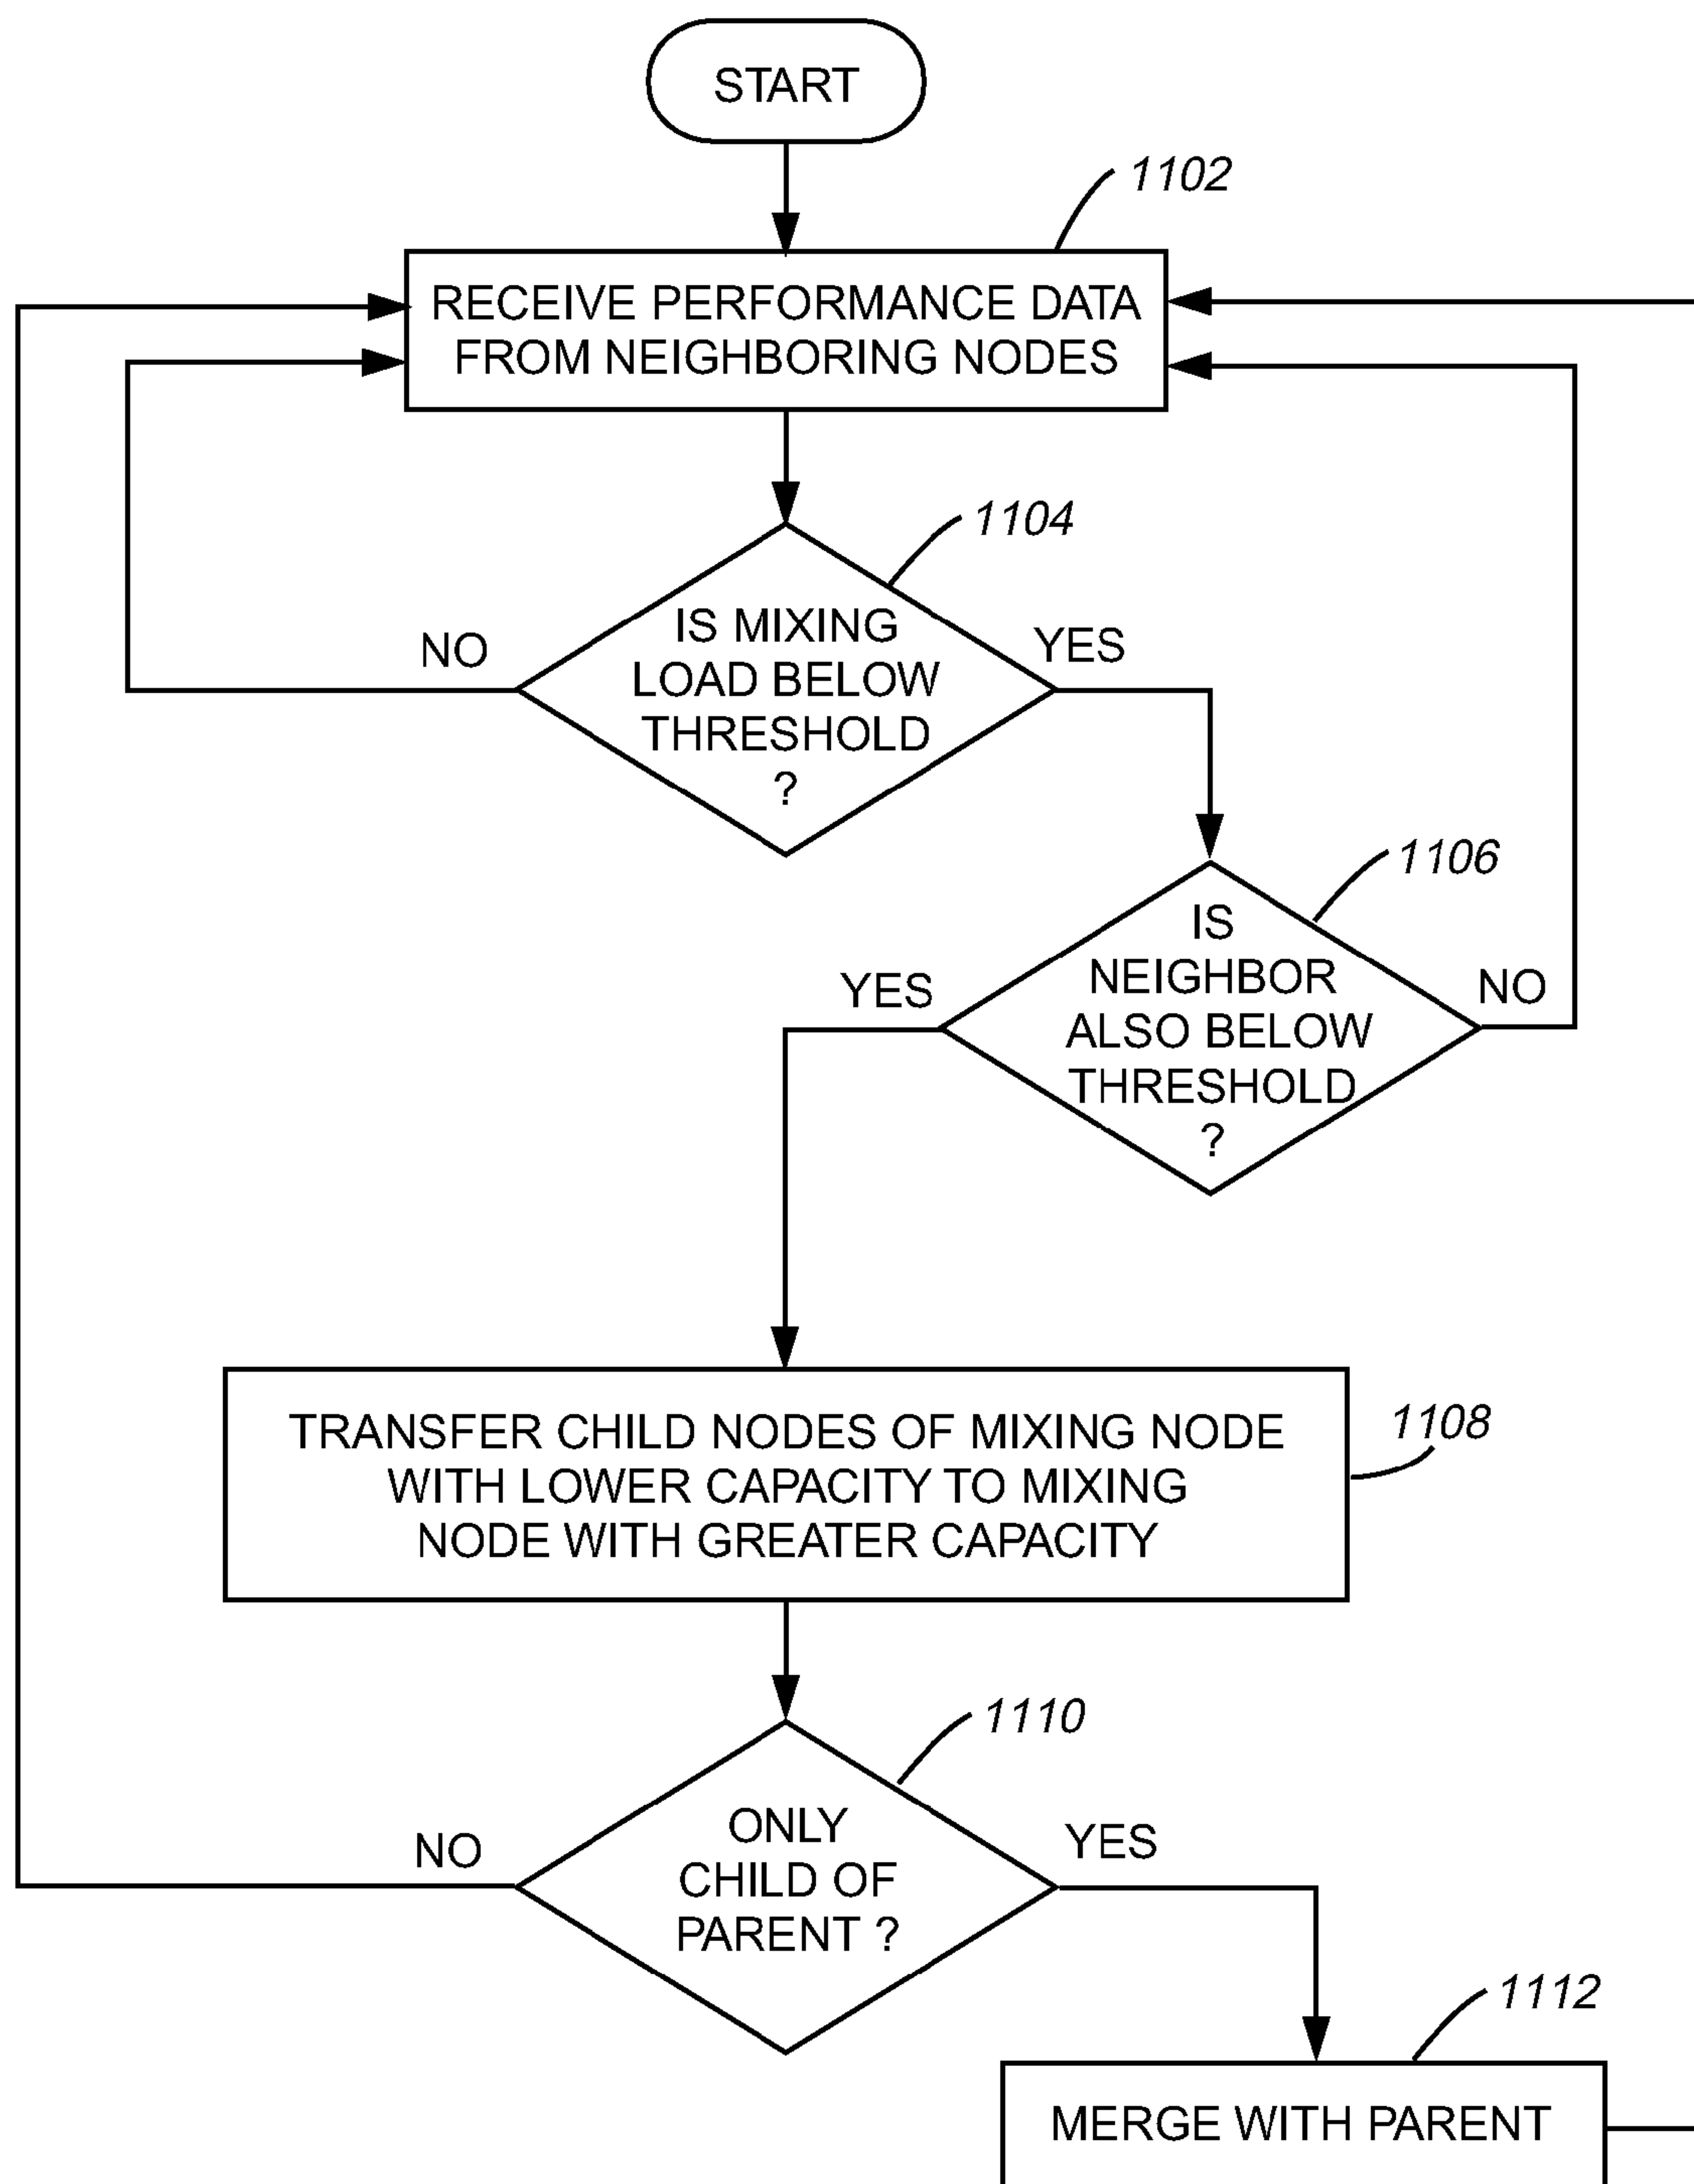 START
1102
RECEIVE PERFORMANCE DATA
FROM NEIGHBORING NODES
1104
IS MIXING
LOAD BELOW
THRESHOLD
?
NO
YES
1106
IS
NEIGHBOR
ALSO BELOW
THRESHOLD
?
YES
NO
TRANSFER CHILD NODES OF MIXING NODE
WITH LOWER CAPACITY TO MIXING
NODE WITH GREATER CAPACITY
1108
1110
ONLY
CHILD OF
PARENT ?
NO
YES
1112
MERGE WITH PARENT